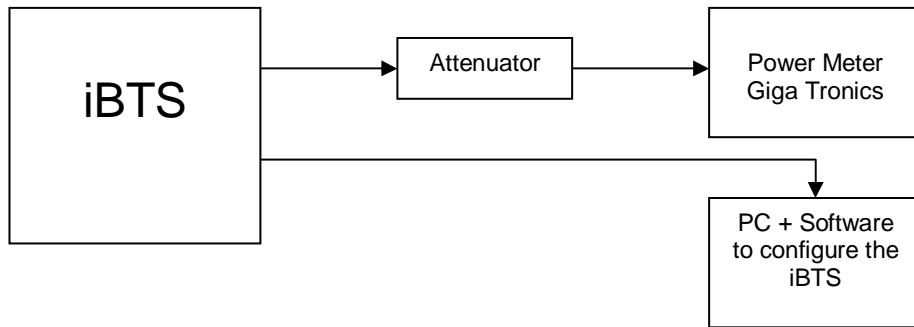 iBTS
Attenuator
Power Meter
Giga Tronics
PC + Software
to configure the
iBTS